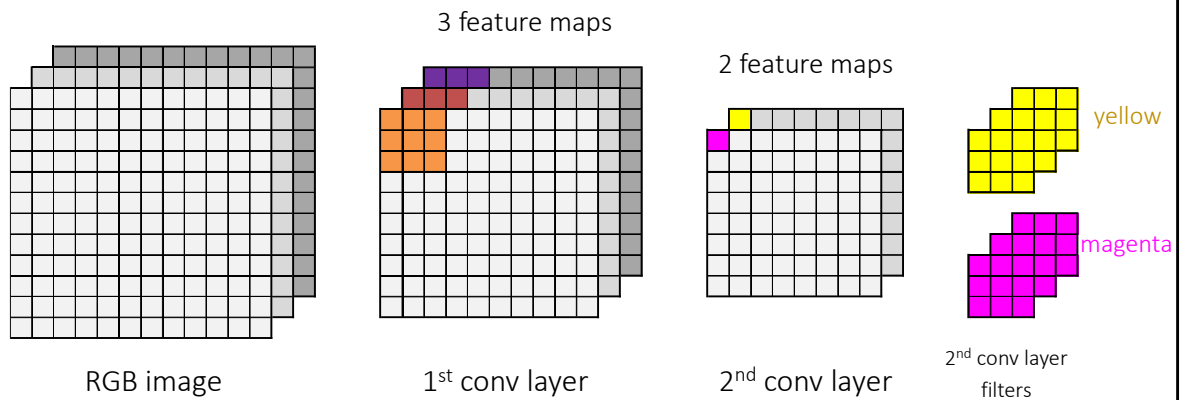 3 feature maps
2 feature maps
yellow
magenta
RGB image
1st conv layer
2nd conv layer
2nd conv layer
filters